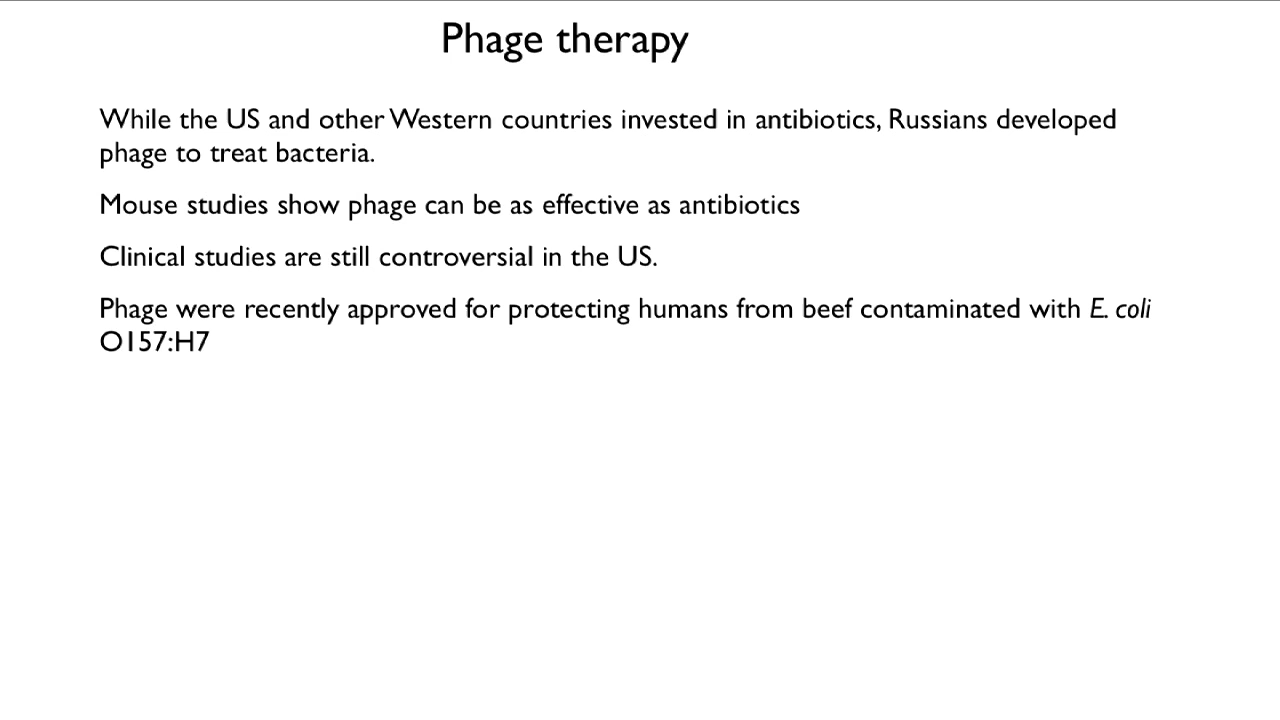 Phage therapy
While the US and other Western countries invested in antibiotics, Russians developed
phage to treat bacteria.
Mouse studies show phage can be as effective as antibiotics
Clinical studies are still controversial in the US.
Phage were recently approved for protecting humans from beef contaminated with E. coli
O157:H7